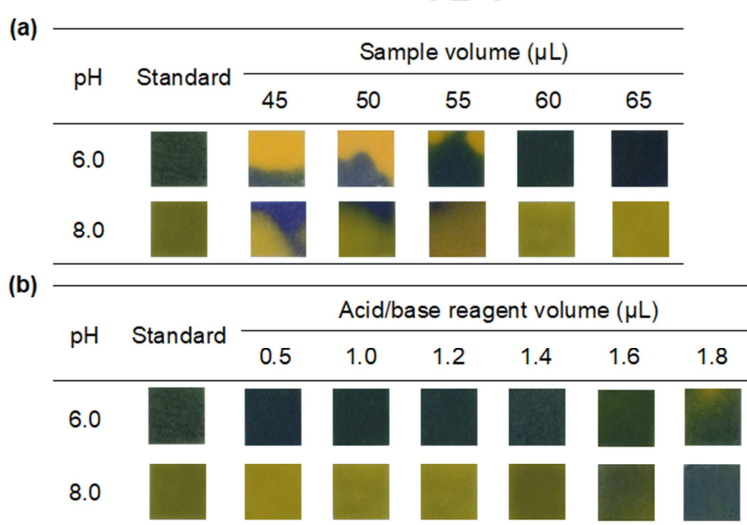 (a)
Sample volume (µL)
pH Standard
45 50 55 60 65
6.0
8.0
(b)
Acid/base reagent volume (µL)
pH Standard
0.5 1.0 1.2 1.4 1.6 1.8
6.0
8.0